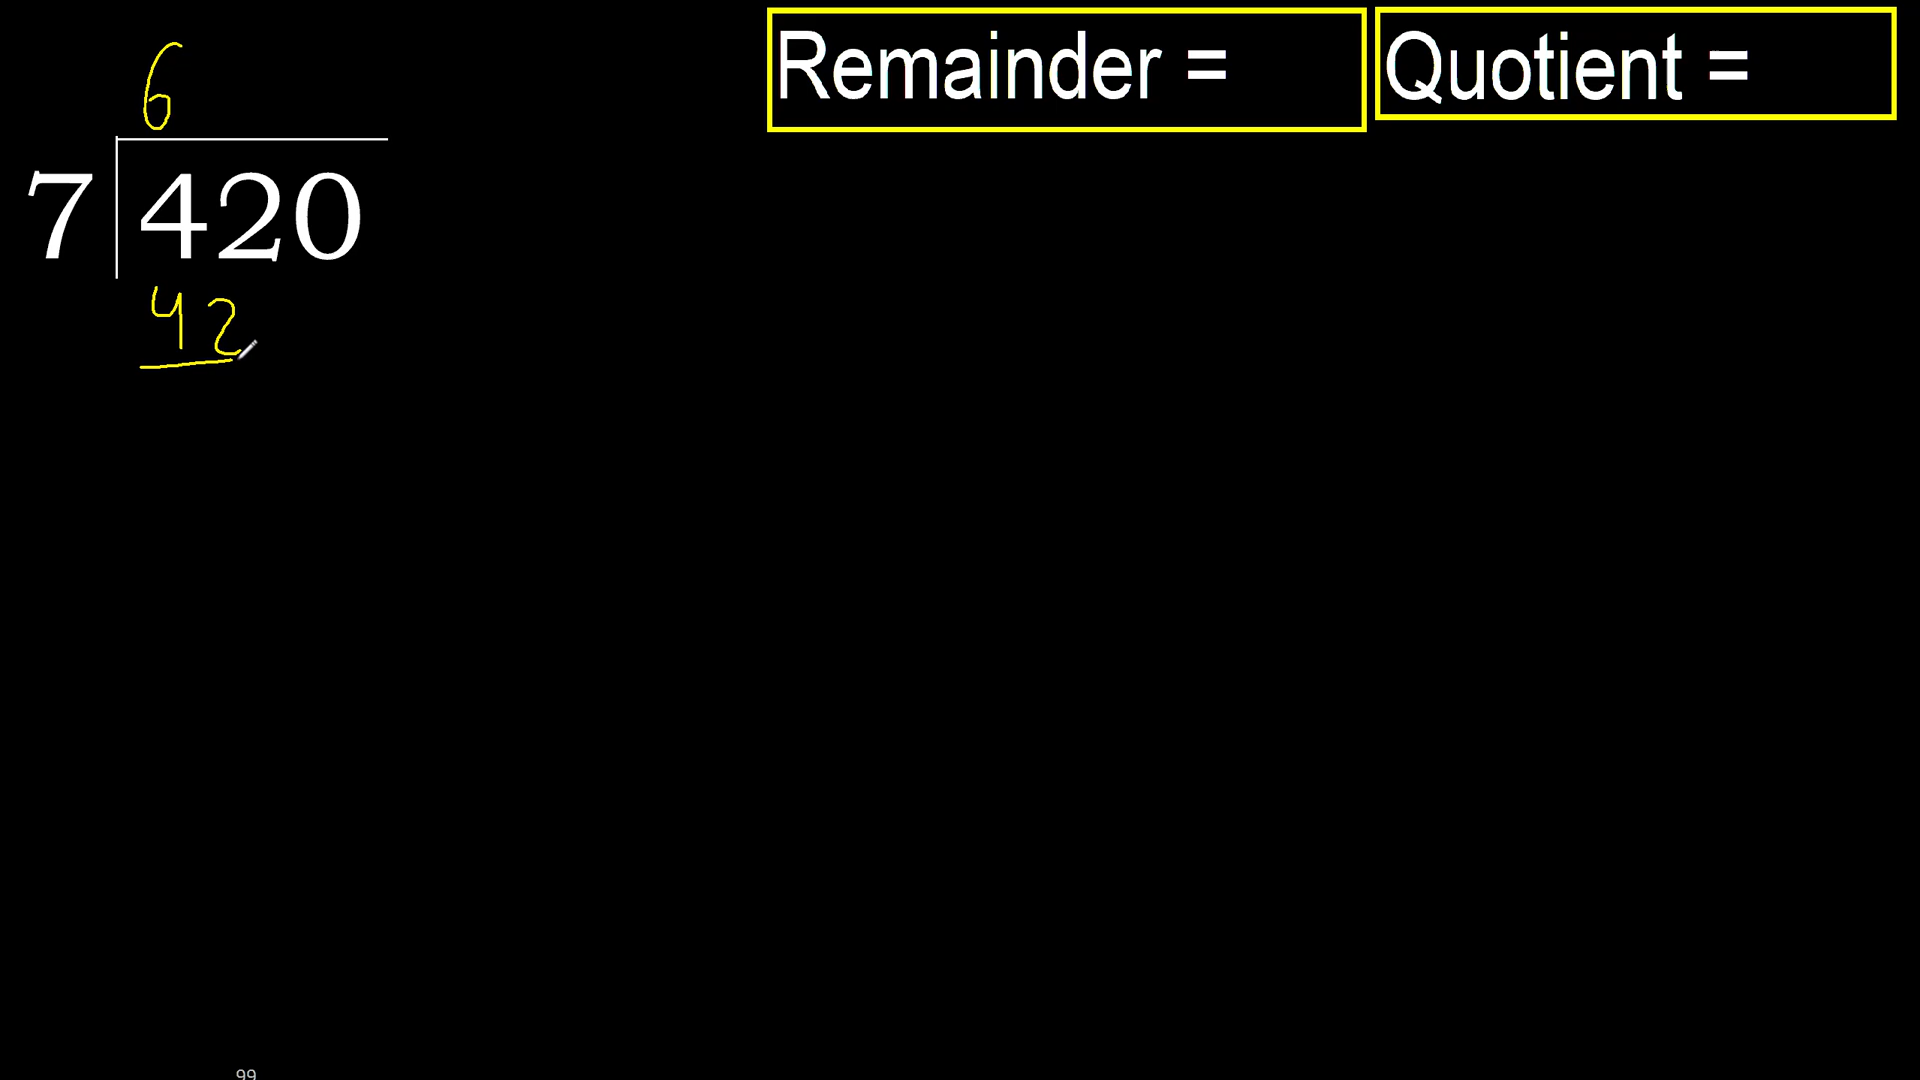 Remainder = Quotient =
6
7 420
42
99